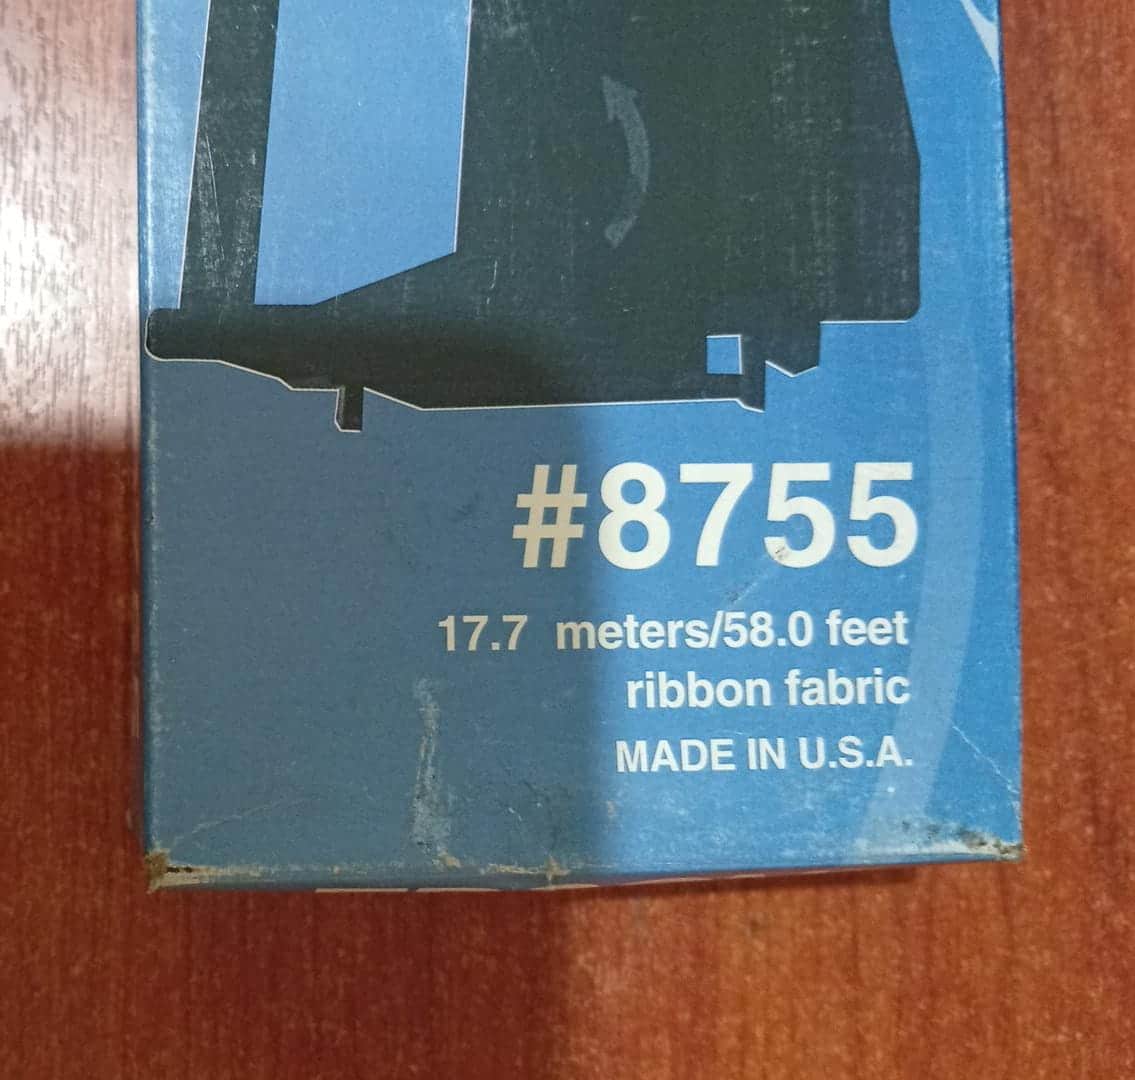 #8755
17.7 meters/58.0 feet
ribbon fabric
MADE IN U.S.A.